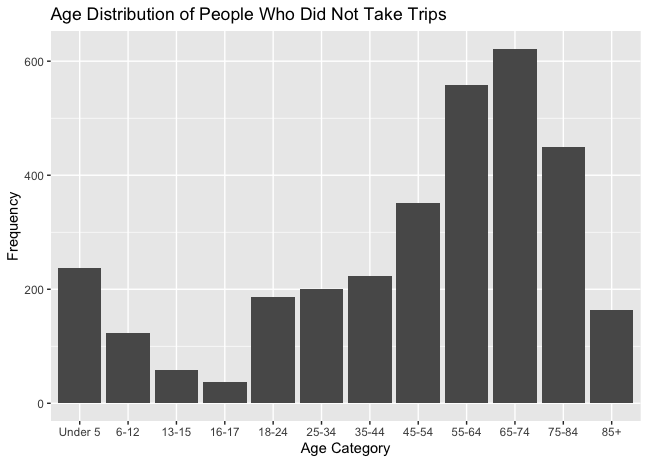 Age Distribution of People Who Did Not Take Trips
600
400
200
0
Frequency
Under 5 6-12 13-15 16-17 18-24 25-34 35-44 45-54 55-64 65-74 75-84 85+
Age Category